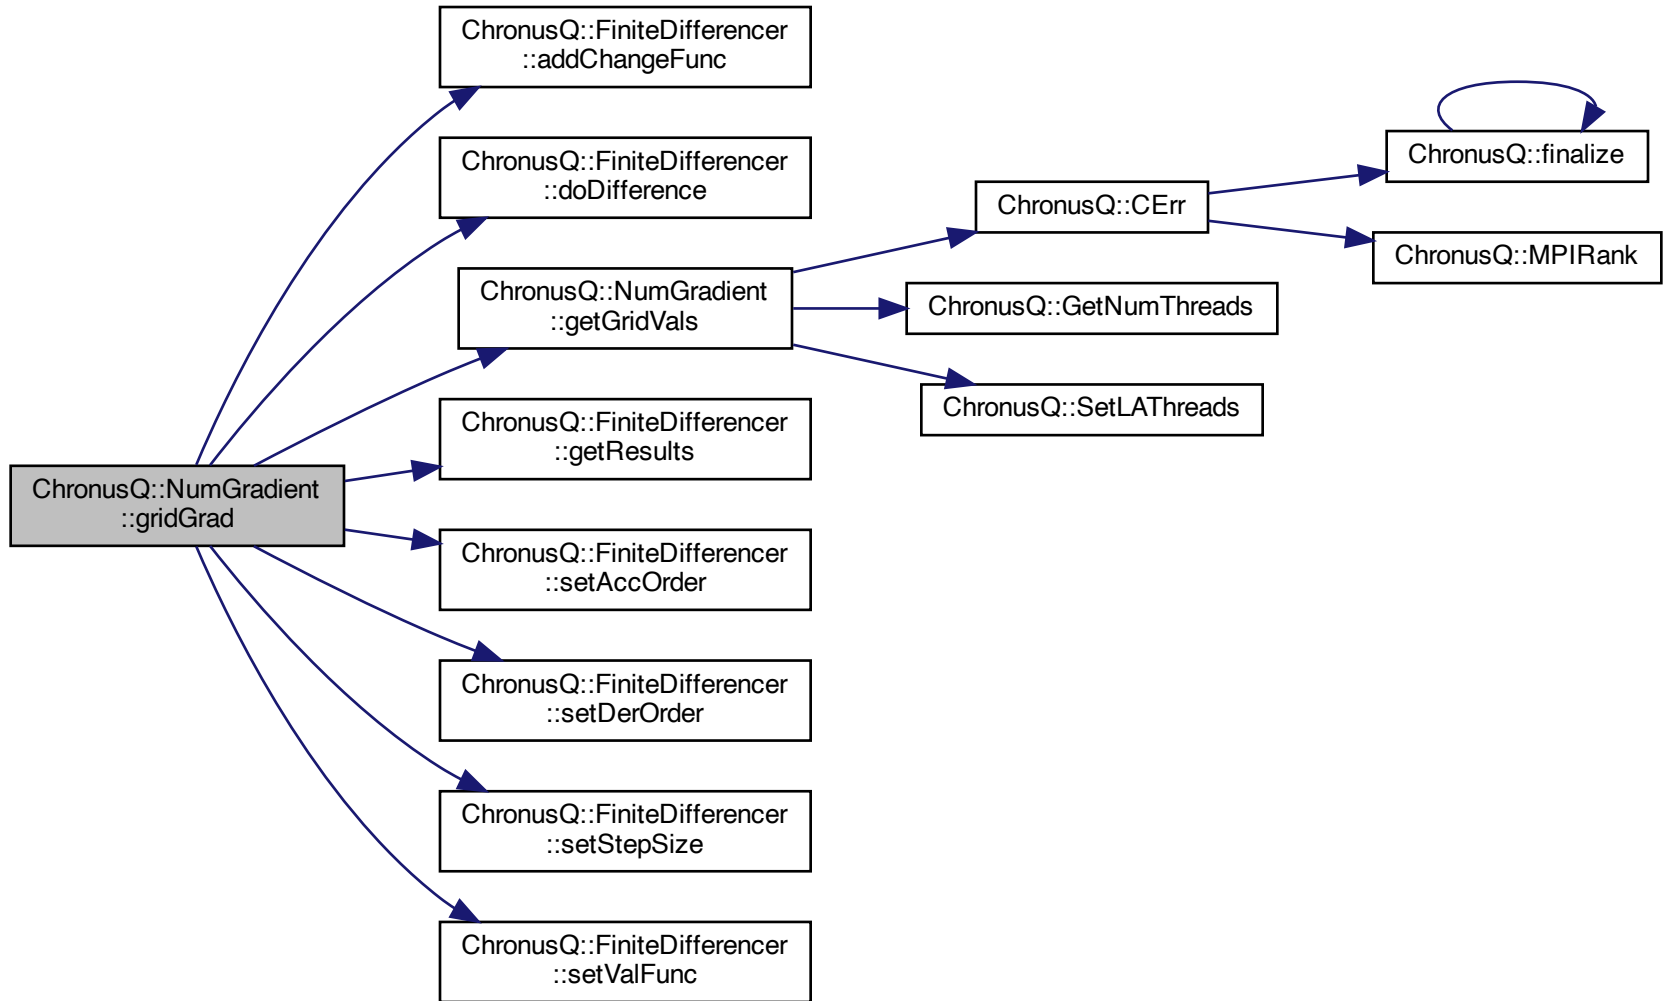 ChronusQ::FiniteDifferencer
::addChangeFunc
ChronusQ::FiniteDifferencer
::doDifference
ChronusQ::NumGradient
::getGridVals
ChronusQ::FiniteDifferencer
::getResults
ChronusQ::NumGradient
::gridGrad
ChronusQ::FiniteDifferencer
::setAccOrder
ChronusQ::FiniteDifferencer
::setDerOrder
ChronusQ::FiniteDifferencer
::setStepSize
ChronusQ::FiniteDifferencer
::setValFunc
ChronusQ::CErr
ChronusQ::GetNumThreads
ChronusQ::SetLAThreads
ChronusQ::finalize
ChronusQ::MPIRank